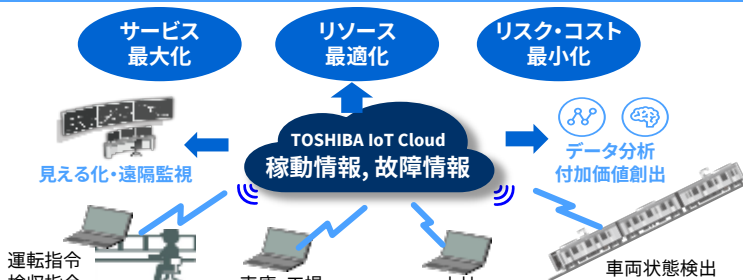 サービス
最大化
リソース
最適化
リスク・コスト
最小化
TOSHIBA IoT Cloud
稼動情報, 故障情報
見える化・遠隔監視
データ分析
付加価値創出
運転指令
車両状態検出